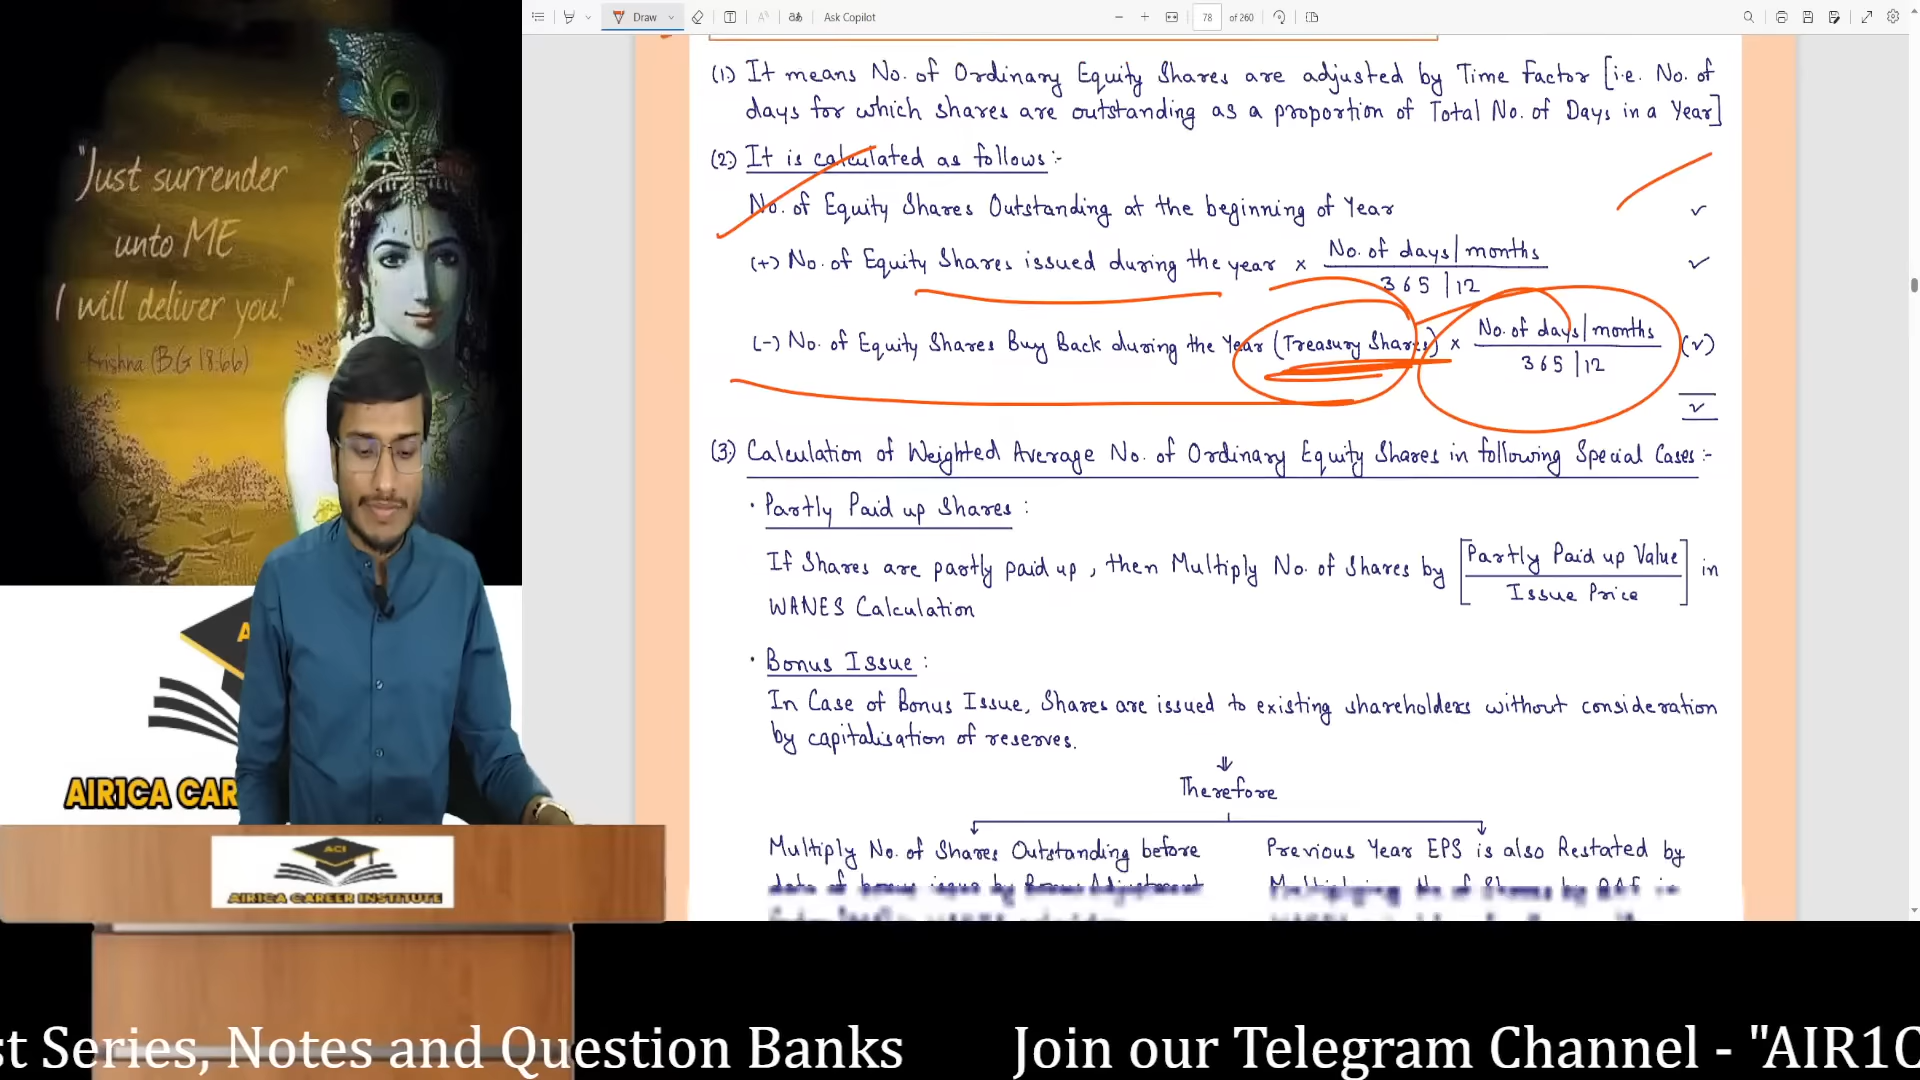 Draw
Ask Copilot
78 of 260
"Just surrender
unto ME
I will deliver you!"
-Krishna (B.G 18:66)
(1.) It means No. of Ordinary Equity Shares are adjusted by Time Factor [i.e. No. of
days for which shares are outstanding as a proportion of Total No. of Days in a Year]
(2.) It is calculated as follows :-
No. of Equity Shares Outstanding at the beginning of Year ✓
(+) No. of Equity Shares issued during the year × No. of days/months ✓
365/12
(-) No. of Equity Shares Buy Back during the Year (Treasury Shares) × No. of days/months (✓)
365/12
✓
(3.) Calculation of Weighted Average No. of Ordinary Equity Shares in following Special Cases :-
· Partly Paid up Shares :
If Shares are partly paid up, then Multiply No. of Shares by [Partly Paid up Value] in
Issue Price
WANES Calculation
· Bonus Issue :
In Case of Bonus Issue, Shares are issued to existing shareholders without consideration
by capitalisation of reserves.
⇓
Therefore
Multiply No. of Shares Outstanding before
Previous Year EPS is also Restated by
AIR1CA CAR
ACI
AIR1CA CAREER INSTITUTE
st Series, Notes and Question Banks Join our Telegram Channel - "AIR1C